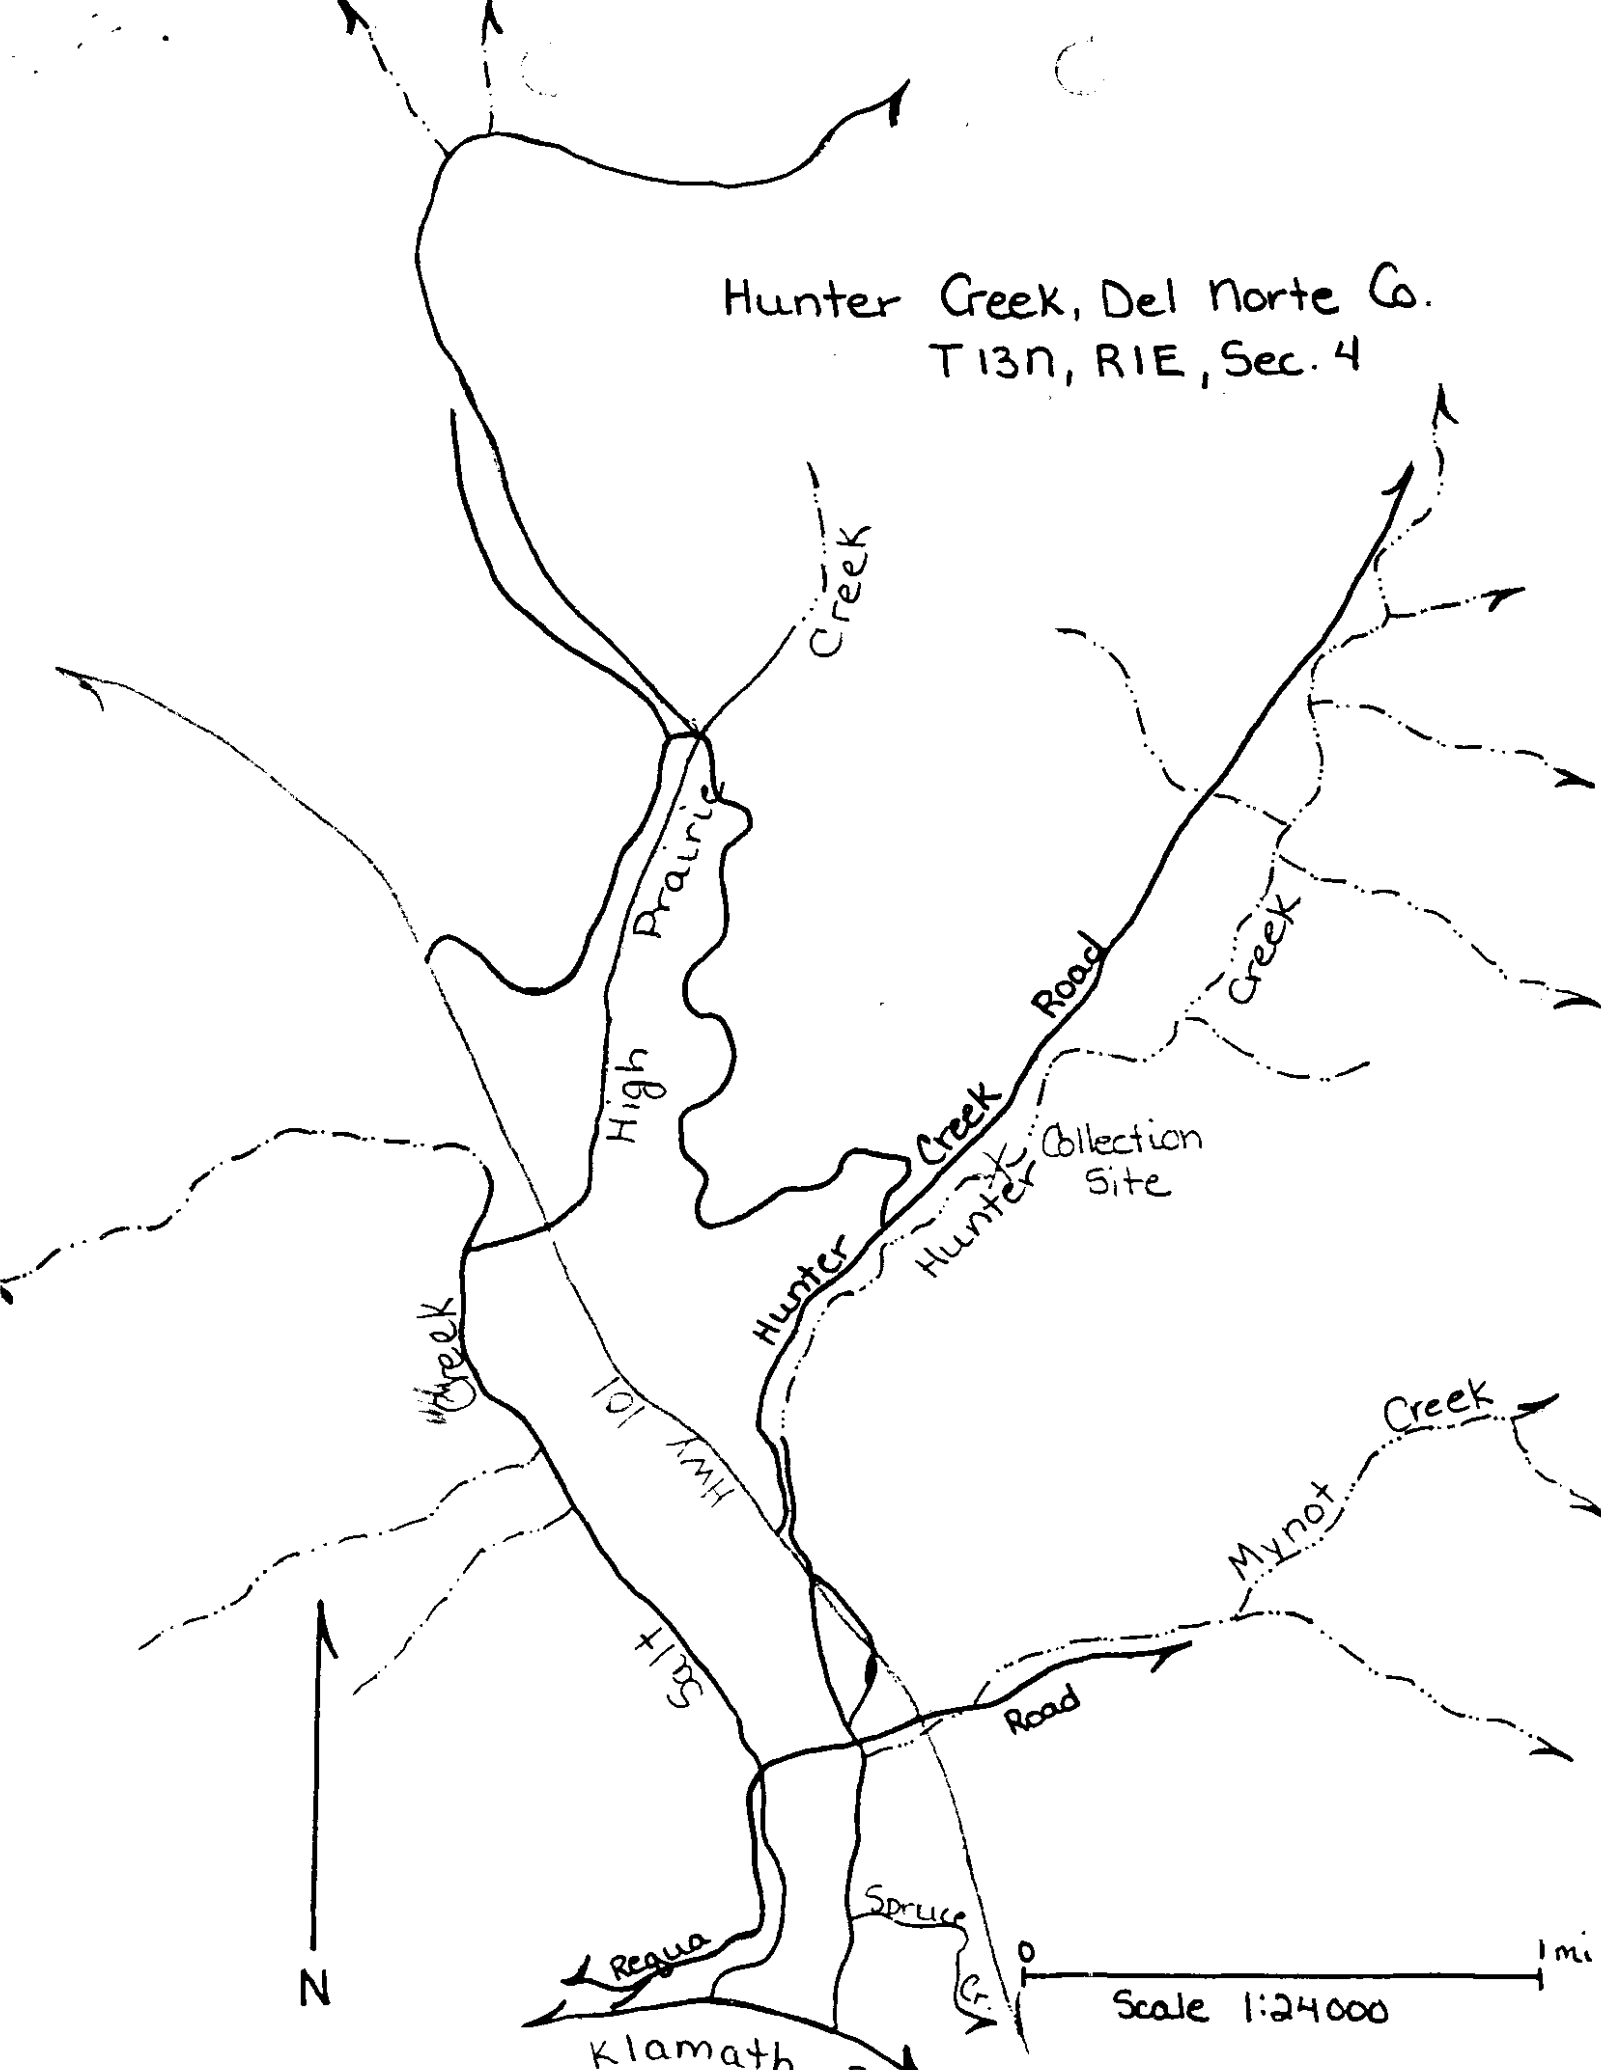 Hunter Creek, Del Norte Co.
T13N, R1E, Sec. 4
Creek
Prairie
High
Creek
Road
Creek
Hunter
Creek
Hunter
Collection
Site
Creek
Salt
Hwy 101
Creek
Mynot
Road
Requa
Spruce
Cr.
Klamath
N
0
1 mi
Scale 1:24000